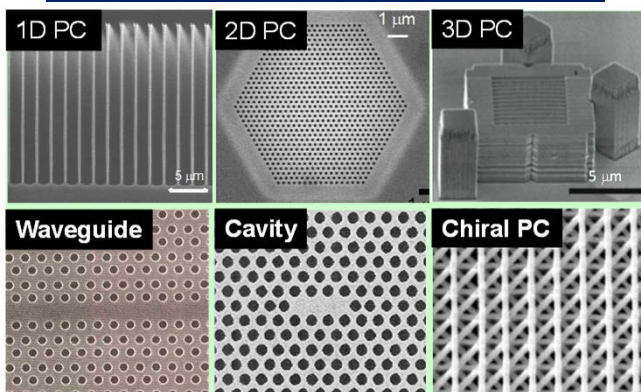 1D PC
2D PC
1 μm
3D PC
5 μm
5 μm
Waveguide
Cavity
Chiral PC